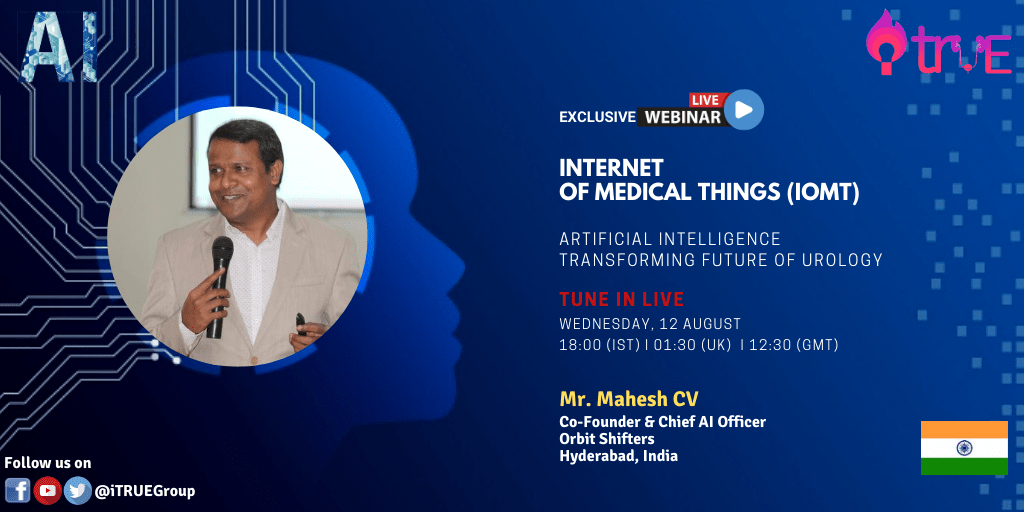 AI
itruE
EXCLUSIVE LIVE WEBINAR
INTERNET
OF MEDICAL THINGS (IOMT)
ARTIFICIAL INTELLIGENCE
TRANSFORMING FUTURE OF UROLOGY
TUNE IN LIVE
WEDNESDAY, 12 AUGUST
18:00 (IST) I 01:30 (UK) I 12:30 (GMT)
Mr. Mahesh CV
Co-Founder & Chief AI Officer
Orbit Shifters
Hyderabad, India
Follow us on
@iTRUEGroup